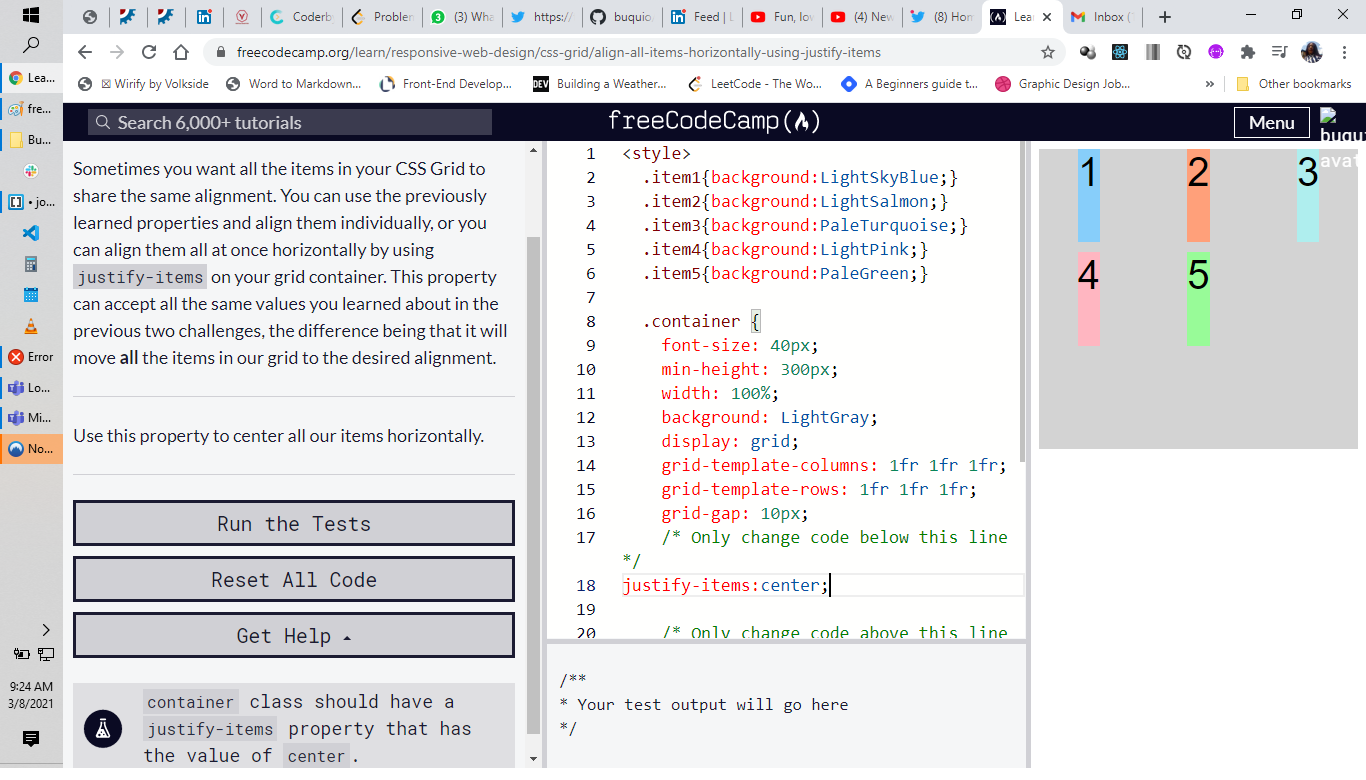 Coderb
Problem
(3) Wha
https://
buquio
Feed | L
Fun, lov
(4) New
(8) Hom
Lea
Inbox (
freecodecamp.org/learn/responsive-web-design/css-grid/align-all-items-horizontally-using-justify-items
Wirify by Volkside
Word to Markdown...
Front-End Develop...
DEV
Building a Weather...
LeetCode - The Wo...
A Beginners guide t...
Graphic Design Job...
»
Other bookmarks
Lea...
fre...
Bu...
• jo...
Error
Lo...
Mi...
No...
9:24 AM
3/8/2021
Search 6,000+ tutorials
freeCodeCamp
Menu
Sometimes you want all the items in your CSS Grid to
share the same alignment. You can use the previously
learned properties and align them individually, or you
can align them all at once horizontally by using
justify-items on your grid container. This property
can accept all the same values you learned about in the
previous two challenges, the difference being that it will
move all the items in our grid to the desired alignment.
Use this property to center all our items horizontally.
Run the Tests
Reset All Code
Get Help
container class should have a
justify-items property that has
the value of center.
1 <style>
2 .item1{background:LightSkyBlue;}
3 .item2{background:LightSalmon;}
4 .item3{background:PaleTurquoise;}
5 .item4{background:LightPink;}
6 .item5{background:PaleGreen;}
7
8 .container {
9 font-size: 40px;
10 min-height: 300px;
11 width: 100%;
12 background: LightGray;
13 display: grid;
14 grid-template-columns: 1fr 1fr 1fr;
15 grid-template-rows: 1fr 1fr 1fr;
16 grid-gap: 10px;
17 /* Only change code below this line
*/
18 justify-items:center;
19
20 /* Only change code above this line
/**
* Your test output will go here
*/
1 2 3
4 5